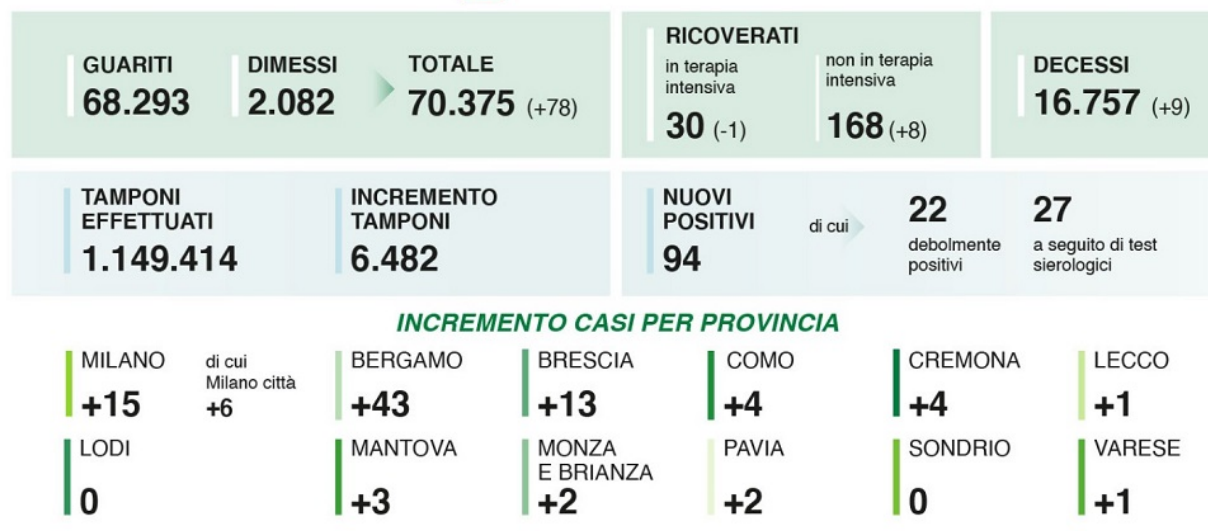 GUARITI
68.293
DIMESSI
2.082
TOTALE
70.375 (+78)
RICOVERATI
in terapia
intensiva
30 (-1)
non in terapia
intensiva
168 (+8)
DECESSI
16.757 (+9)
TAMPONI
EFFETTUATI
1.149.414
INCREMENTO
TAMPONI
6.482
NUOVI
POSITIVI
94
di cui
22
debolmente
positivi
27
a seguito di test
sierologici
INCREMENTO CASI PER PROVINCIA
MILANO
+15
di cui
Milano città
+6
BERGAMO
+43
BRESCIA
+13
COMO
+4
CREMONA
+4
LECCO
+1
LODI
0
MANTOVA
+3
MONZA
E BRIANZA
+2
PAVIA
+2
SONDRIO
0
VARESE
+1